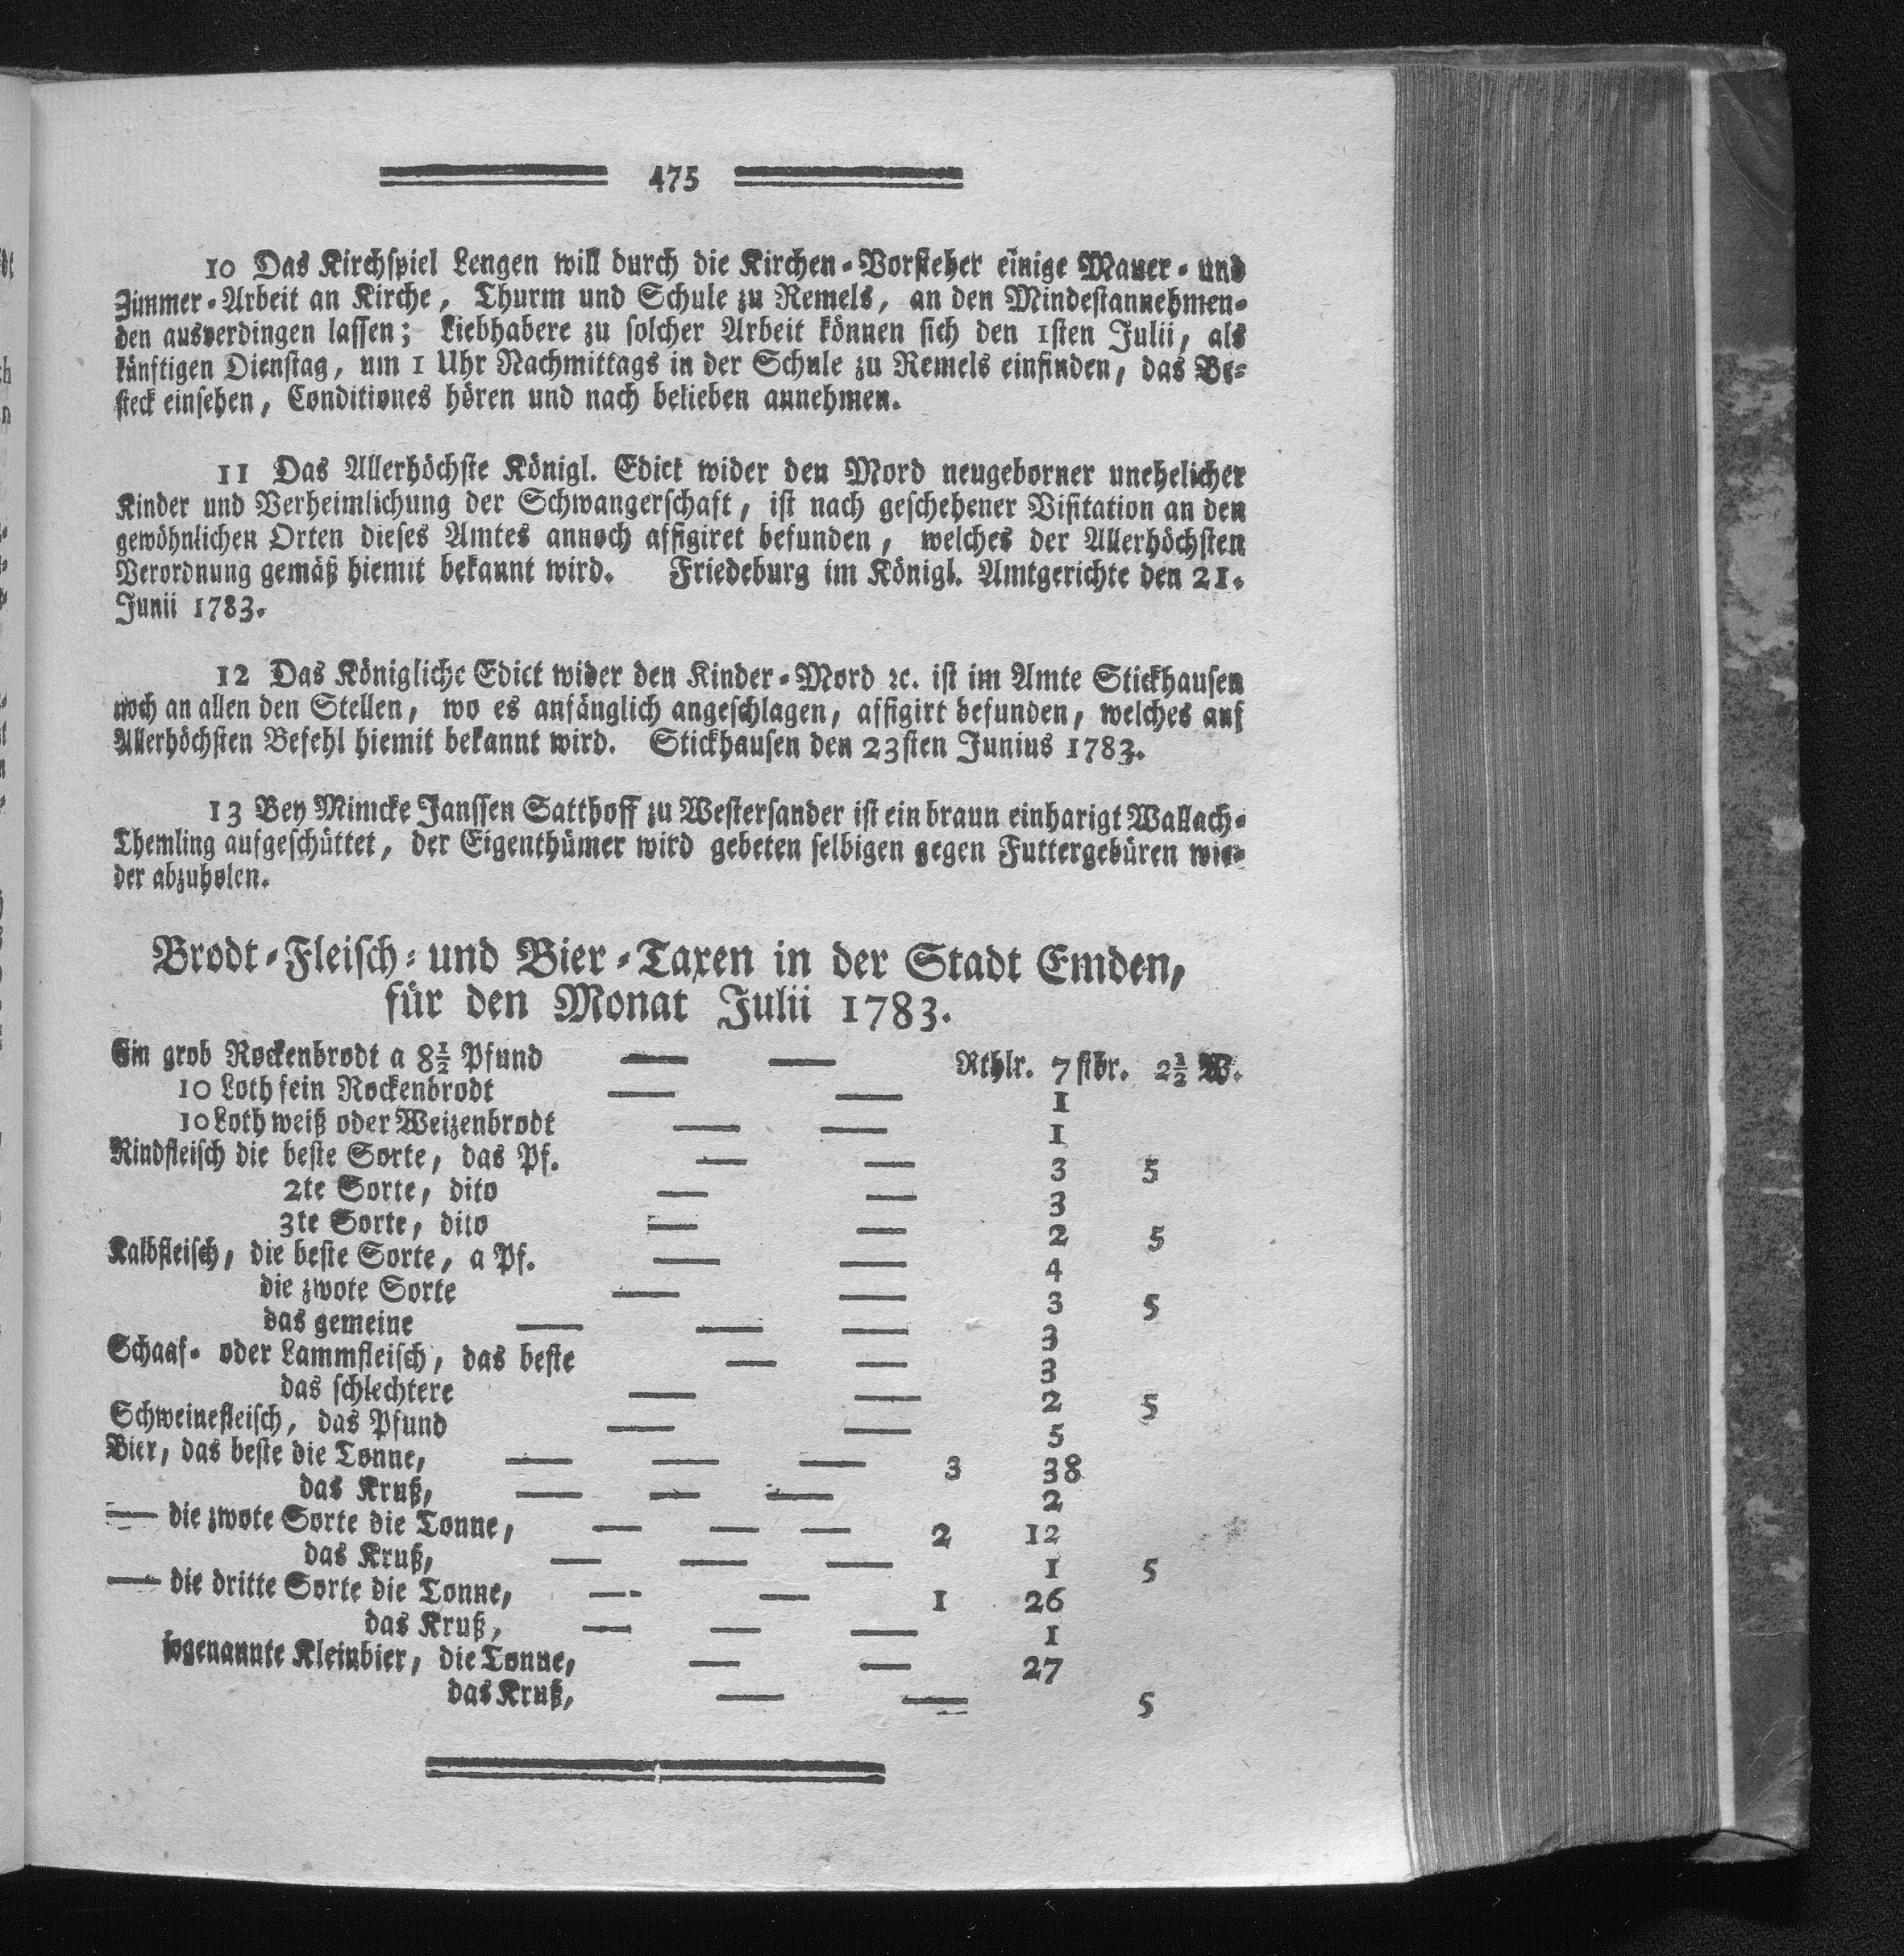 475
10 Das Kirchspiel Lengen will durch die Kirchen-Vorsteher einige Mauer- und
Zimmer-Arbeit an Kirche, Thurm und Schule zu Remels, an den Mindestannehmen-
den ausverdingen lassen; Liebhabere zu solcher Arbeit können sich den 1sten Julii, als
künftigen Dienstag, um 1 Uhr Nachmittags in der Schule zu Remels einfinden, das Be-
steck einsehen, Conditiones hören und nach belieben annehmen.
11 Das Allerhöchste Königl. Edict wider den Mord neugeborner unehelicher
Kinder und Verheimlichung der Schwangerschaft, ist nach geschehener Visitation an den
gewöhnlichen Orten dieses Amtes annoch affigiret befunden, welches der Allerhöchsten
Verordnung gemäß hiemit bekannt wird. Friedeburg im Königl. Amtgerichte den 21.
Junii 1783.
12 Das Königliche Edict wider den Kinder-Mord ꝛc. ist im Amte Stickhausen
noch an allen den Stellen, wo es anfänglich angeschlagen, affigirt befunden, welches auf
Allerhöchsten Befehl hiemit bekannt wird. Stickhausen den 23sten Junius 1783.
13 Bey Minicke Janssen Satthoff zu Westersander ist ein braun einharigt Wallach-
Themling aufgeschüttet, der Eigenthümer wird gebeten selbigen gegen Futtergebüren wie-
der abzuholen.
Brodt-Fleisch- und Bier-Taxen in der Stadt Emden,
für den Monat Julii 1783.
Ein grob Rockenbrodt a 8½ Pfund — — Rthlr. 7 stbr. 2½ W.
10 Loth fein Rockenbrodt — — 1
10 Loth weiß oder Weizenbrodt — — 1
Rindfleisch die beste Sorte, das Pf. — — 3 5
2te Sorte, dito — — 3
3te Sorte, dito — — 2 5
Kalbfleisch, die beste Sorte, a Pf. — — 4
die zwote Sorte — — 3 5
das gemeine — — — 3
Schaaf- oder Lammfleisch, das beste — — 3
das schlechtere — — 2 5
Schweinefleisch, das Pfund — — 5
Bier, das beste die Tonne, — — — 3 38
das Kruß, — — — 2
— die zwote Sorte die Tonne, — — — 2 12
das Kruß, — — — 1 5
— die dritte Sorte die Tonne, — — 1 26
das Kruß, — — — 1
sogenannte Kleinbier, die Tonne, — — 27
das Kruß, — — 5